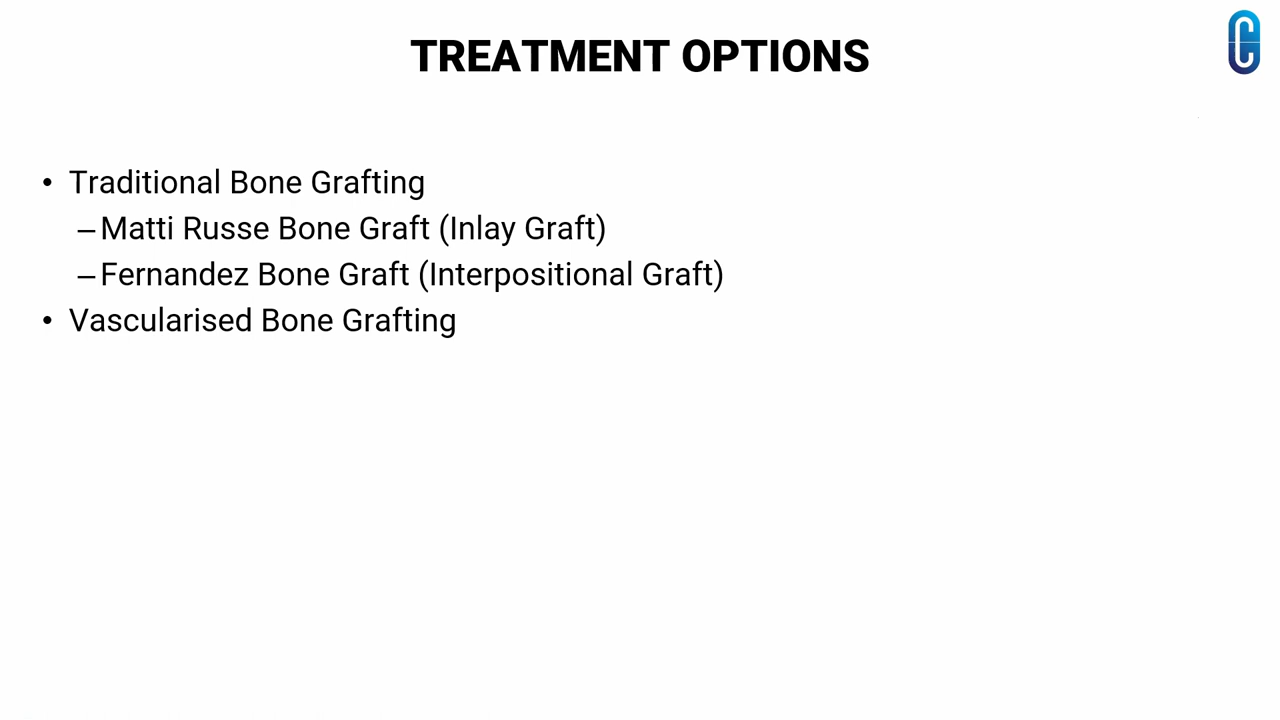 TREATMENT OPTIONS
• Traditional Bone Grafting
– Matti Russe Bone Graft (Inlay Graft)
– Fernandez Bone Graft (Interpositional Graft)
• Vascularised Bone Grafting